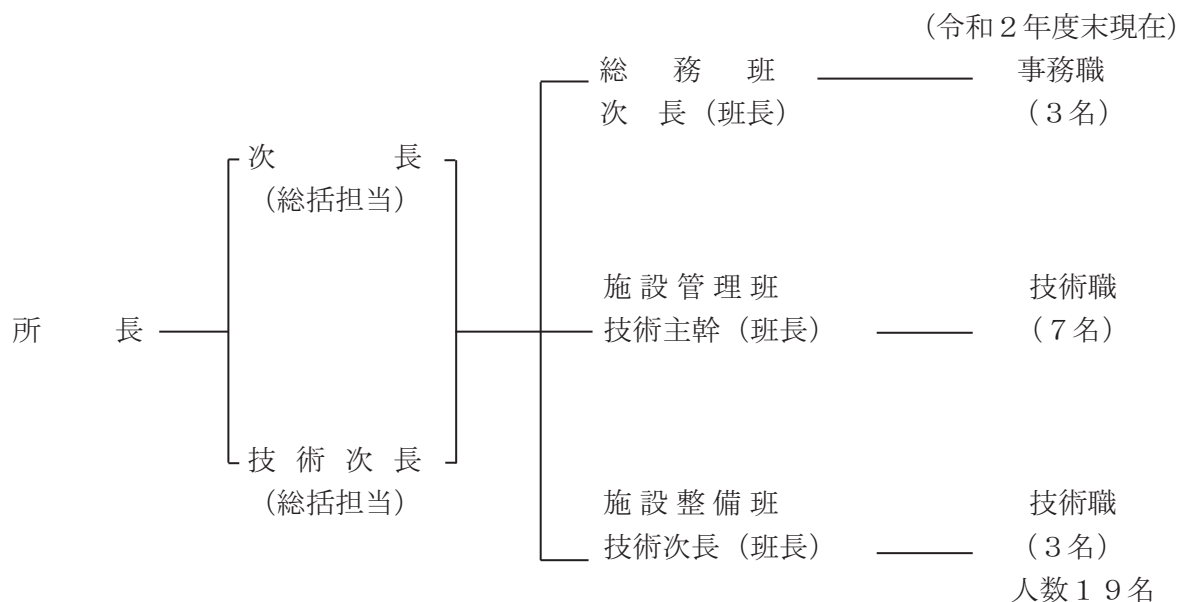 (令和２年度末現在)
総務班 事務職
次長（班長） （３名）
次長
（総括担当）
施設管理班 技術職
所長 技術主幹（班長） （７名）
技術次長
（総括担当）
施設整備班 技術職
技術次長（班長） （３名）
人数１９名